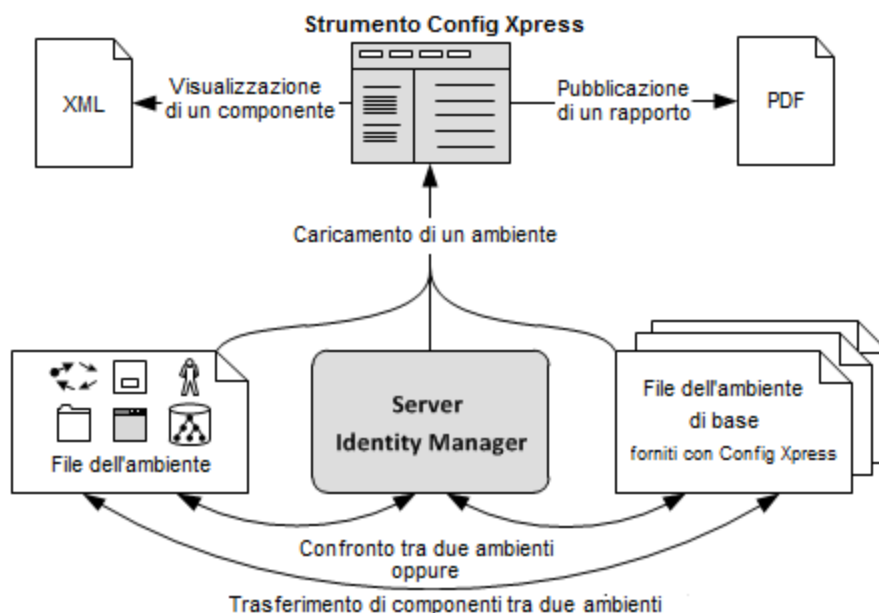 Strumento Config Xpress
XML
Visualizzazione
di un componente
Pubblicazione
di un rapporto
PDF
Caricamento di un ambiente
File dell'ambiente
Server
Identity Manager
File dell'ambiente
di base
forniti con Config Xpress
Confronto tra due ambienti
oppure
Trasferimento di componenti tra due ambienti